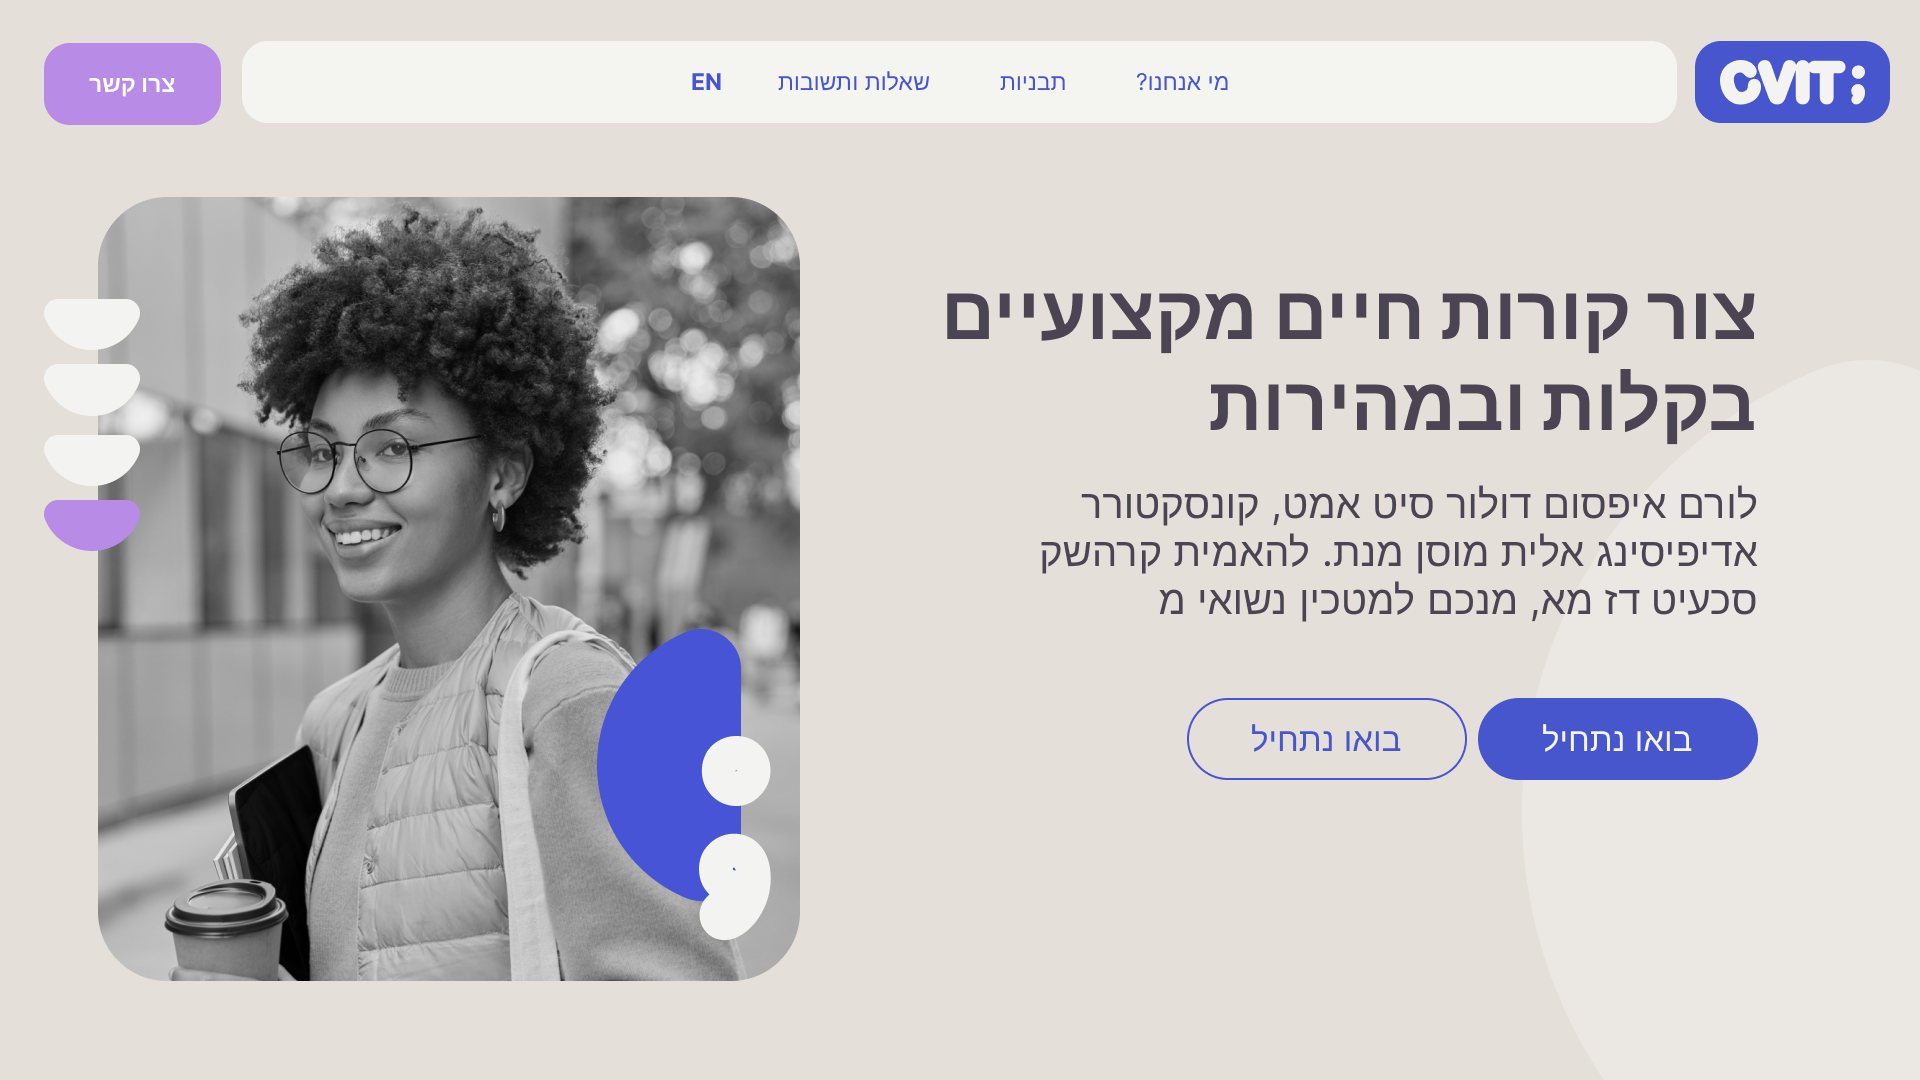 CVIT;
מי אנחנו?
תבניות
שאלות ותשובות
EN
צרו קשר
צור קורות חיים מקצועיים
בקלות ובמהירות
לורם איפסום דולור סיט אמט, קונסקטורר
אדיפיסינג אלית מוסן מנת. להאמית קרהשק
סכעיט דז מא, מנכם למטכין נשואי מ
בואו נתחיל
בואו נתחיל